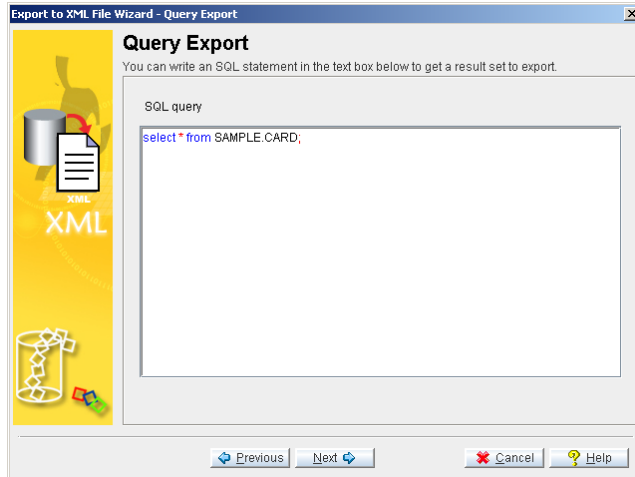 Export to XML File Wizard - Query Export
Query Export
You can write an SQL statement in the text box below to get a result set to export.
SQL query
select * from SAMPLE.CARD;
XML
XML
Previous Next Cancel Help